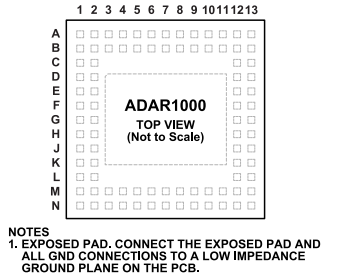 1 2 3 4 5 6 7 8 9 10 11 12 13
A
B
C
D
E
F
G
H
J
K
L
M
N
ADAR1000
TOP VIEW
(Not to Scale)
NOTES
1. EXPOSED PAD. CONNECT THE EXPOSED PAD AND
ALL GND CONNECTIONS TO A LOW IMPEDANCE
GROUND PLANE ON THE PCB.